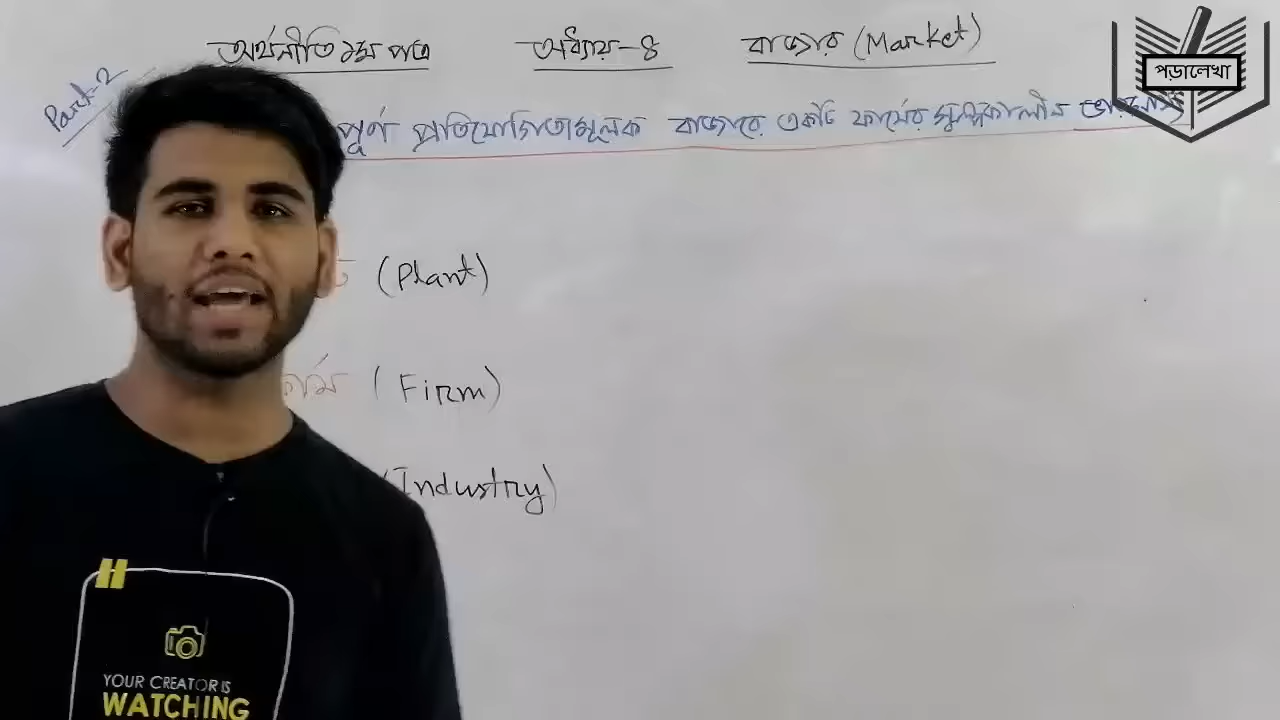 অর্থনীতি ১ম পত্র অধ্যায়-৪ বাজার (Market)
পড়ালেখা
Part-2
পূর্ণ প্রতিযোগিতামূলক বাজারে একটি ফার্মের স্বল্পকালীন
(Plant)
(Firm)
(Industry)
YOUR CREATOR IS
WATCHING